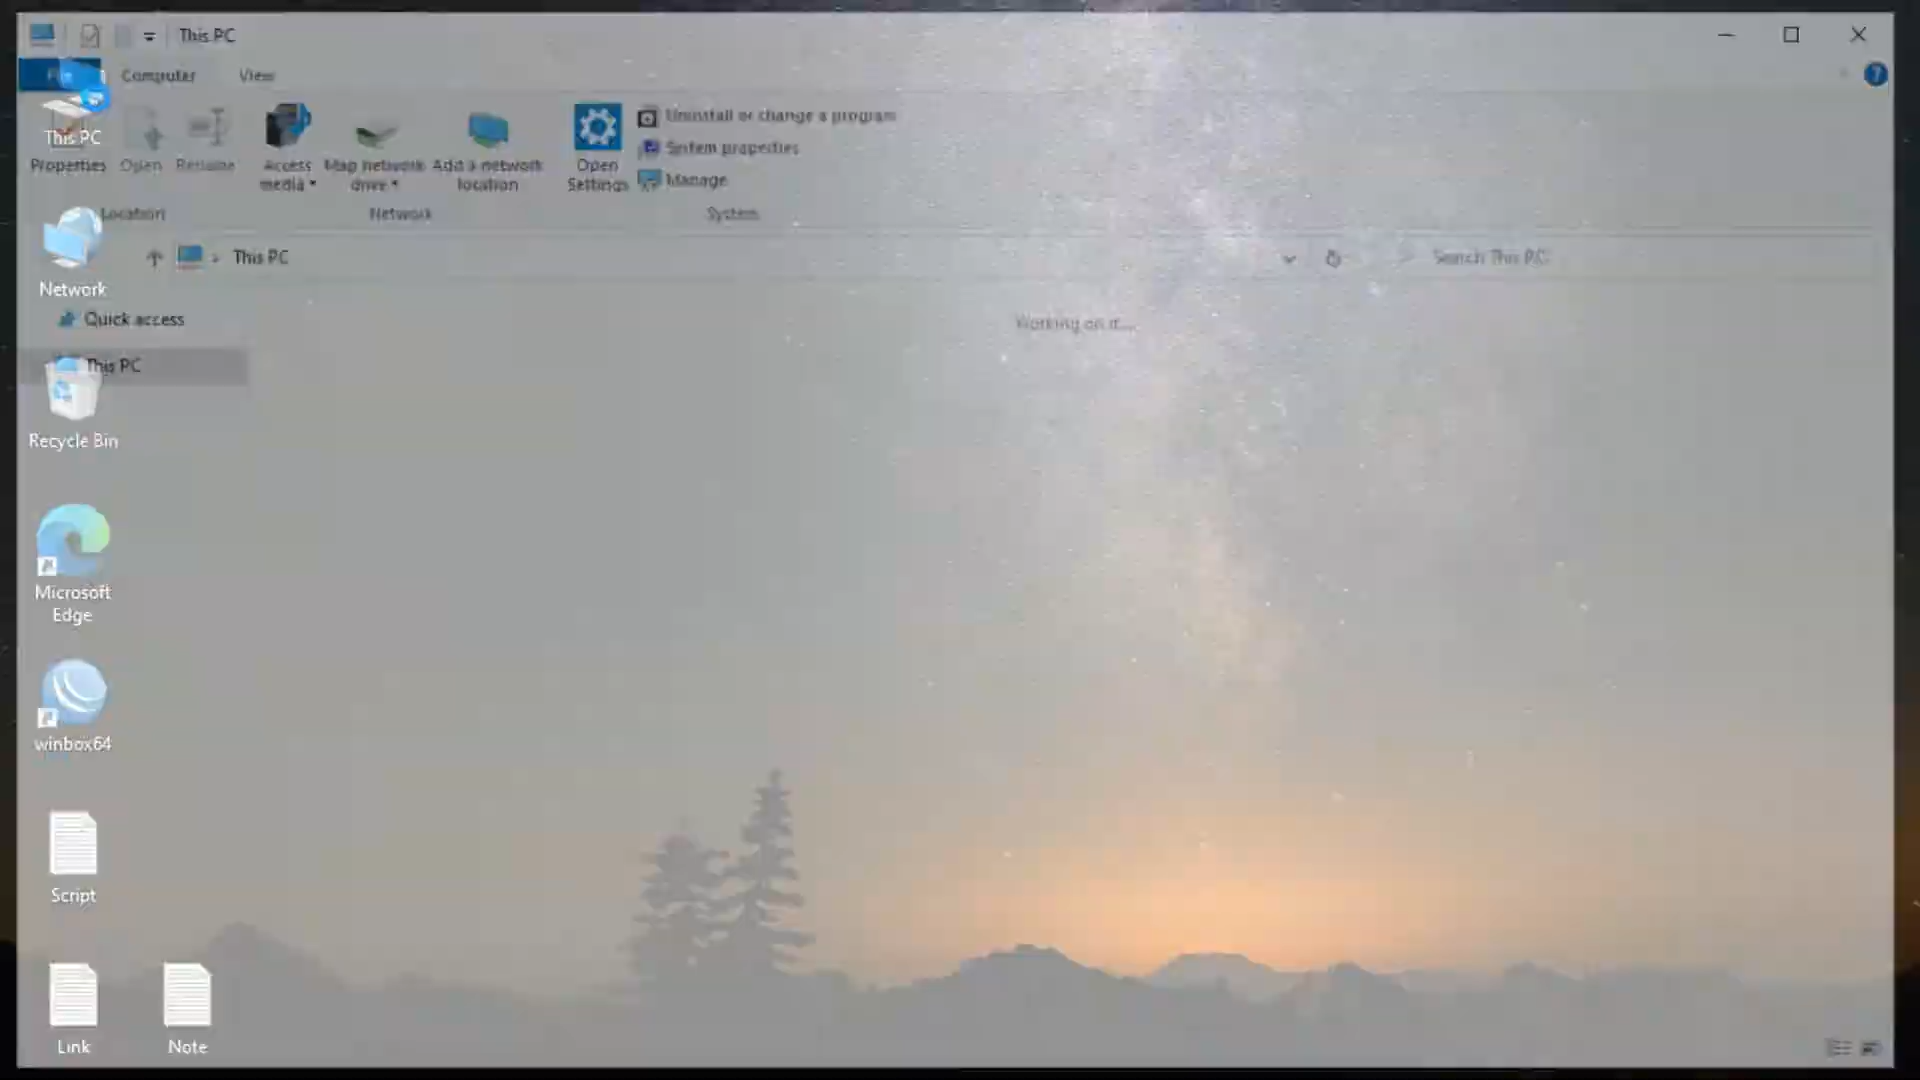 This PC
File Computer View
This PC
Properties Open Rename Access media Map network drive Add a network location Open Settings
Uninstall or change a program
System properties
Manage
Location Network System
This PC Search This PC
Network
Quick access
Working on it...
This PC
Recycle Bin
Microsoft
Edge
winbox64
Script
Link Note